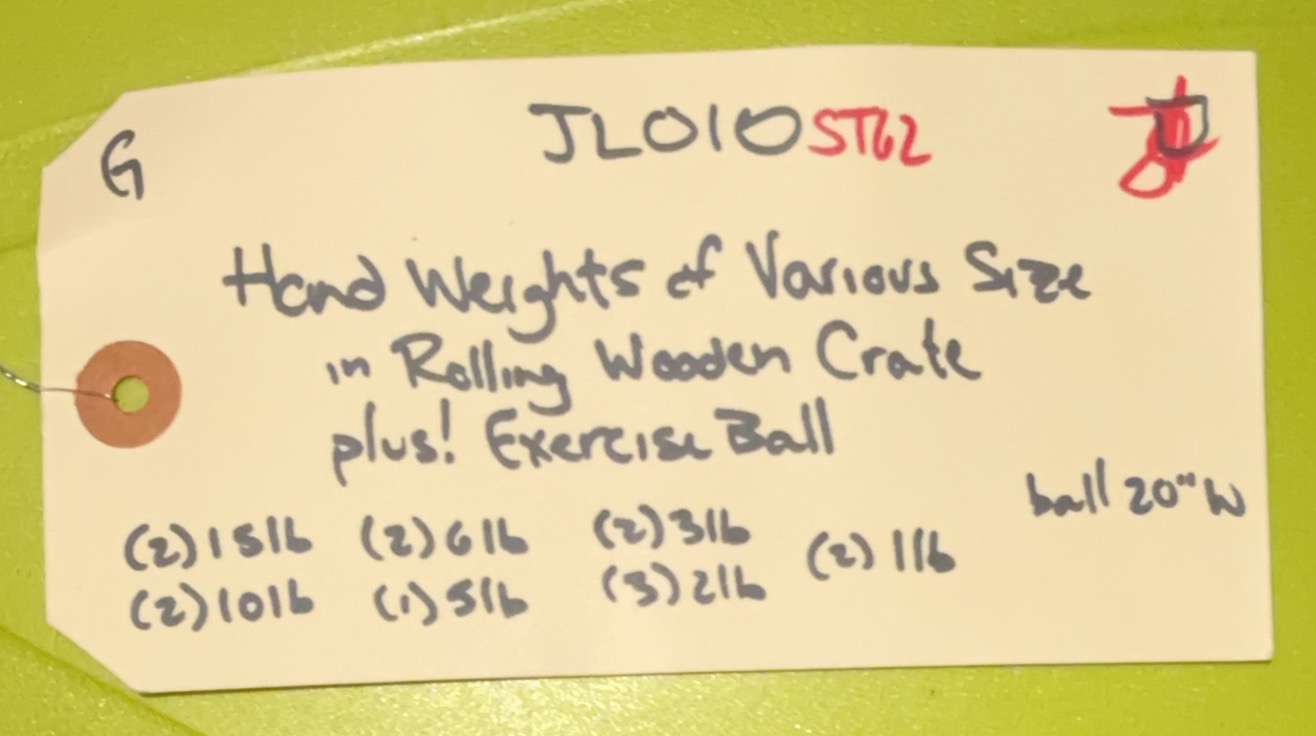 G
JL010ST62
Hand Weights of Various Size
in Rolling Wooden Crate
plus! Exercise Ball
ball 20" W
(2) 15lb (2) 6lb (2) 3lb (2) 1lb
(2) 10lb (1) 5lb (3) 2lb